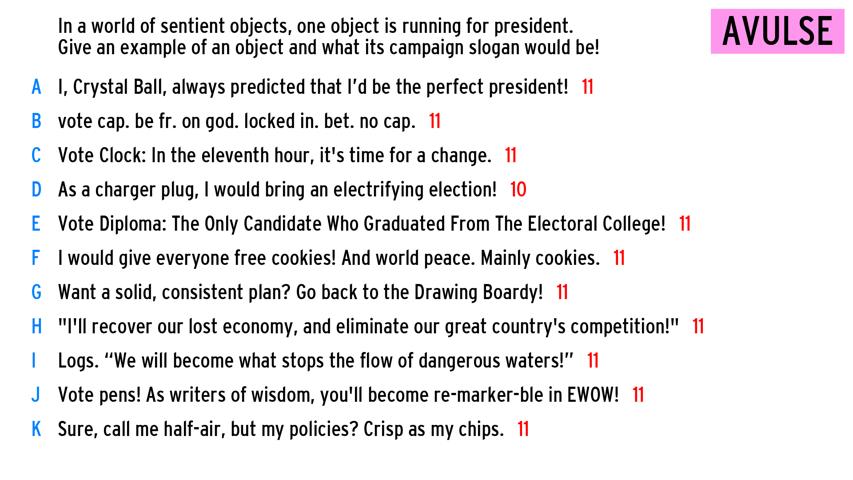 In a world of sentient objects, one object is running for president.
Give an example of an object and what its campaign slogan would be!
AVULSE
A I, Crystal Ball, always predicted that I'd be the perfect president! 11
B vote cap. be fr. on god. locked in. bet. no cap. 11
C Vote Clock: In the eleventh hour, it's time for a change. 11
D As a charger plug, I would bring an electrifying election! 10
E Vote Diploma: The Only Candidate Who Graduated From The Electoral College! 11
F I would give everyone free cookies! And world peace. Mainly cookies. 11
G Want a solid, consistent plan? Go back to the Drawing Boardy! 11
H "I'll recover our lost economy, and eliminate our great country's competition!" 11
I Logs. “We will become what stops the flow of dangerous waters!” 11
J Vote pens! As writers of wisdom, you'll become re-marker-ble in EWOW! 11
K Sure, call me half-air, but my policies? Crisp as my chips. 11